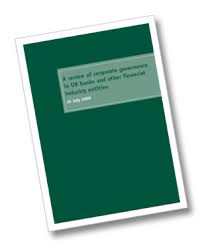 A review of corporate governance
in UK banks and other financial
industry entities
16 July 2009